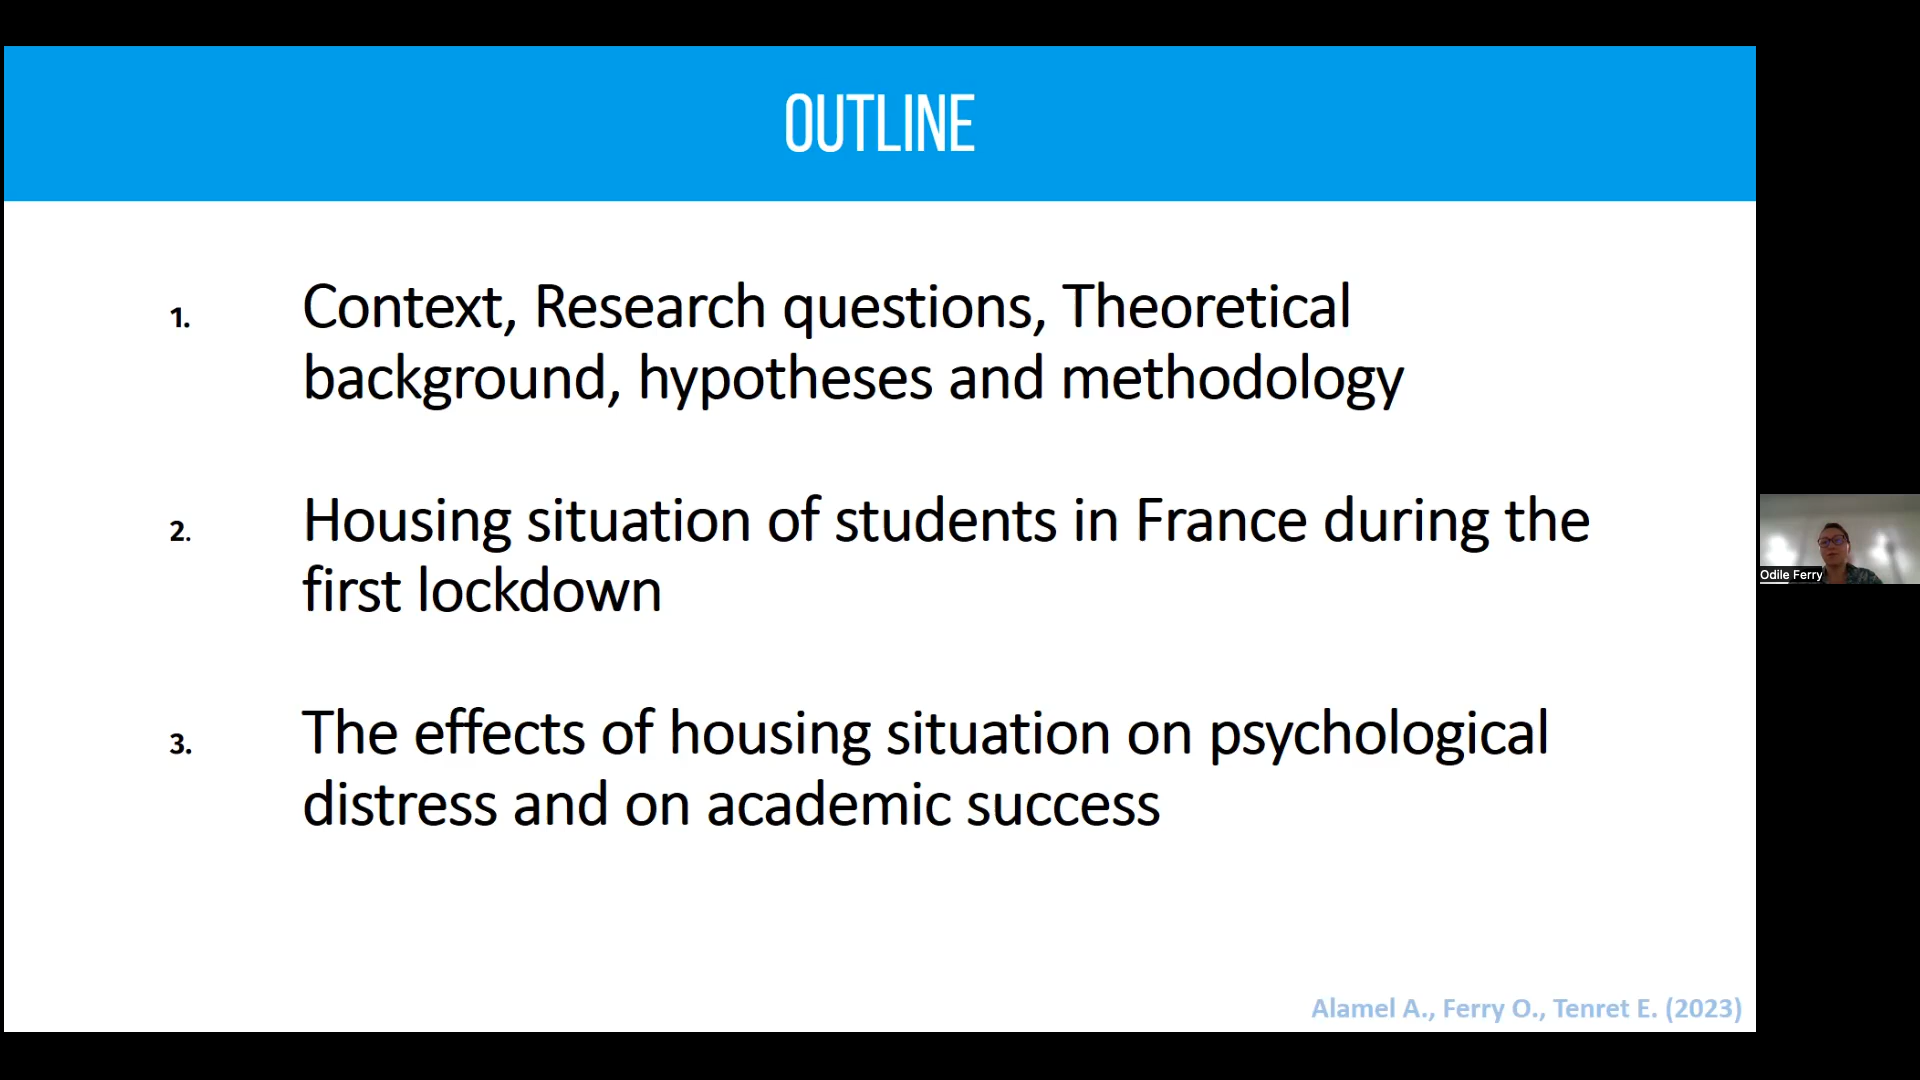 OUTLINE
1. Context, Research questions, Theoretical
background, hypotheses and methodology
2. Housing situation of students in France during the
first lockdown
3. The effects of housing situation on psychological
distress and on academic success
Odile Ferry
Alamel A., Ferry O., Tenret E. (2023)